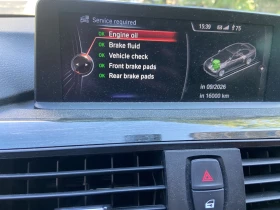 Service required
15:39
75
OK Engine oil
OK Brake fluid
OK Vehicle check
OK Front brake pads
OK Rear brake pads
in 09/2026
in 16000 km